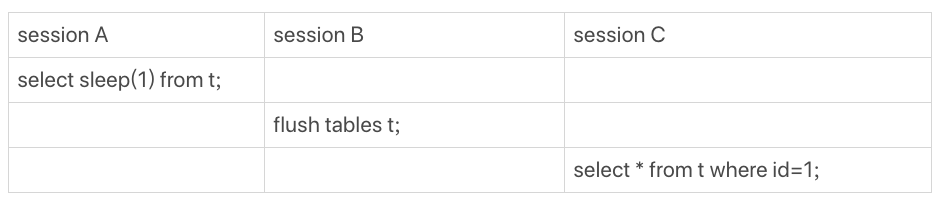 session A session B session C
select sleep(1) from t;
flush tables t;
select * from t where id=1;